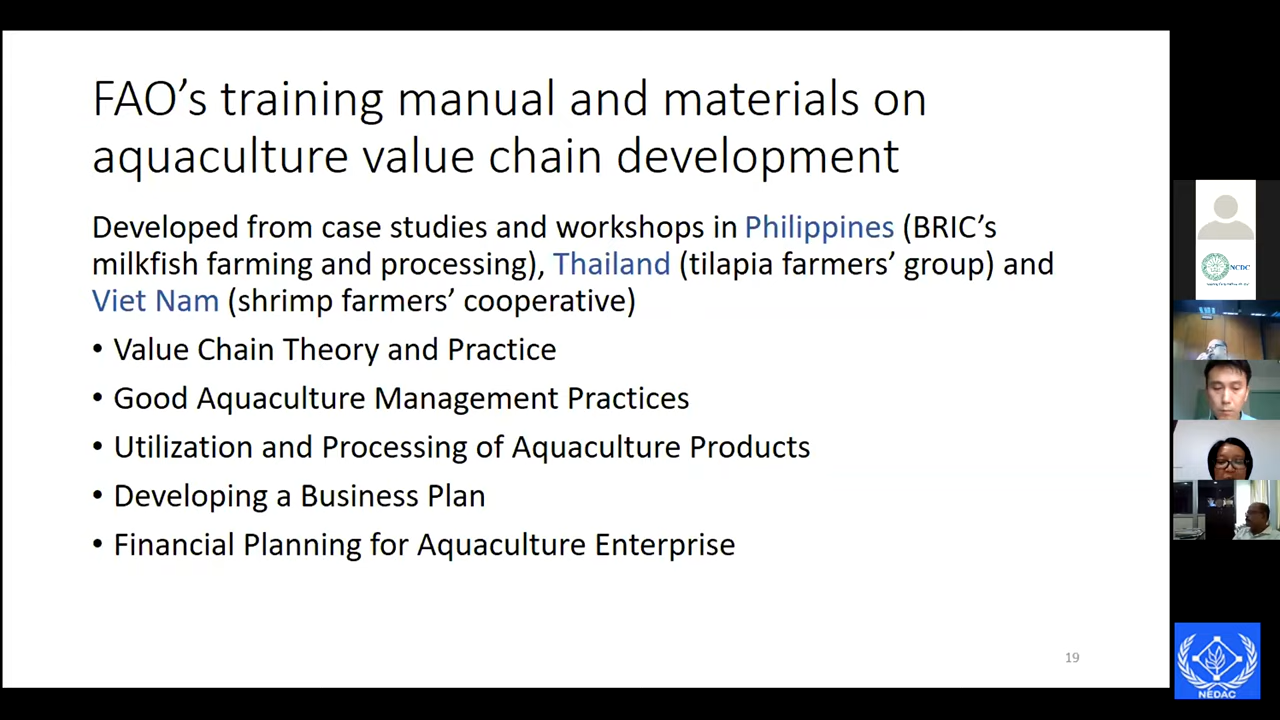 FAO’s training manual and materials on
aquaculture value chain development
Developed from case studies and workshops in Philippines (BRIC’s
milkfish farming and processing), Thailand (tilapia farmers’ group) and
Viet Nam (shrimp farmers’ cooperative)
• Value Chain Theory and Practice
• Good Aquaculture Management Practices
• Utilization and Processing of Aquaculture Products
• Developing a Business Plan
• Financial Planning for Aquaculture Enterprise
19
NCDC
NEDAC